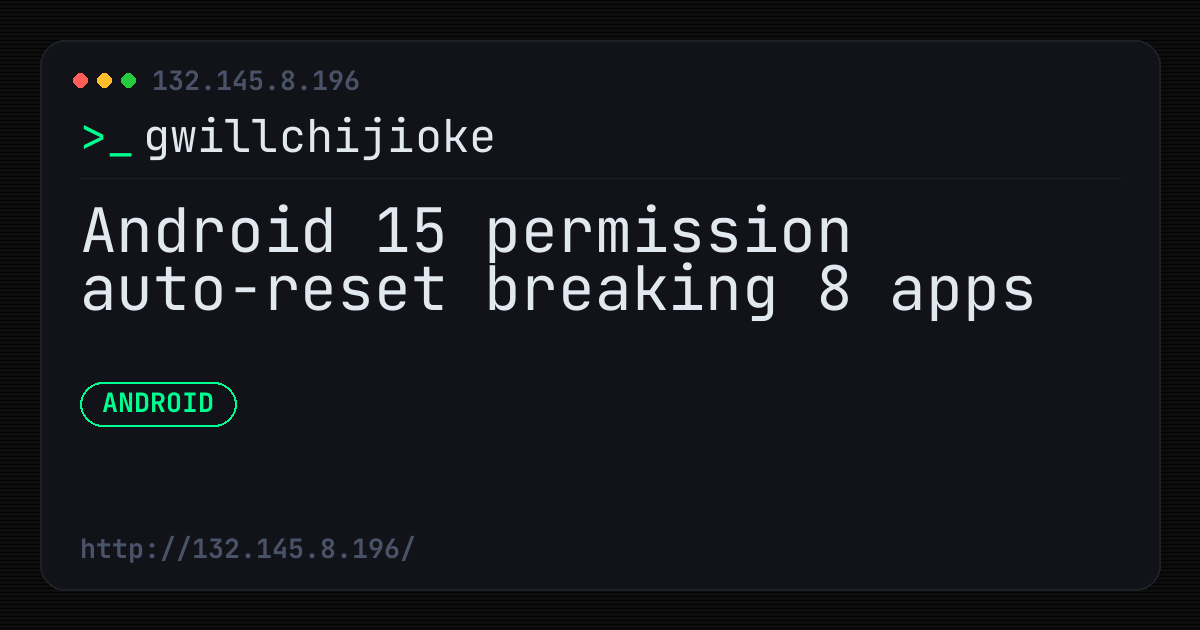 132.145.8.196
>_ gwillchijioke
Android 15 permission
auto-reset breaking 8 apps
ANDROID
http://132.145.8.196/